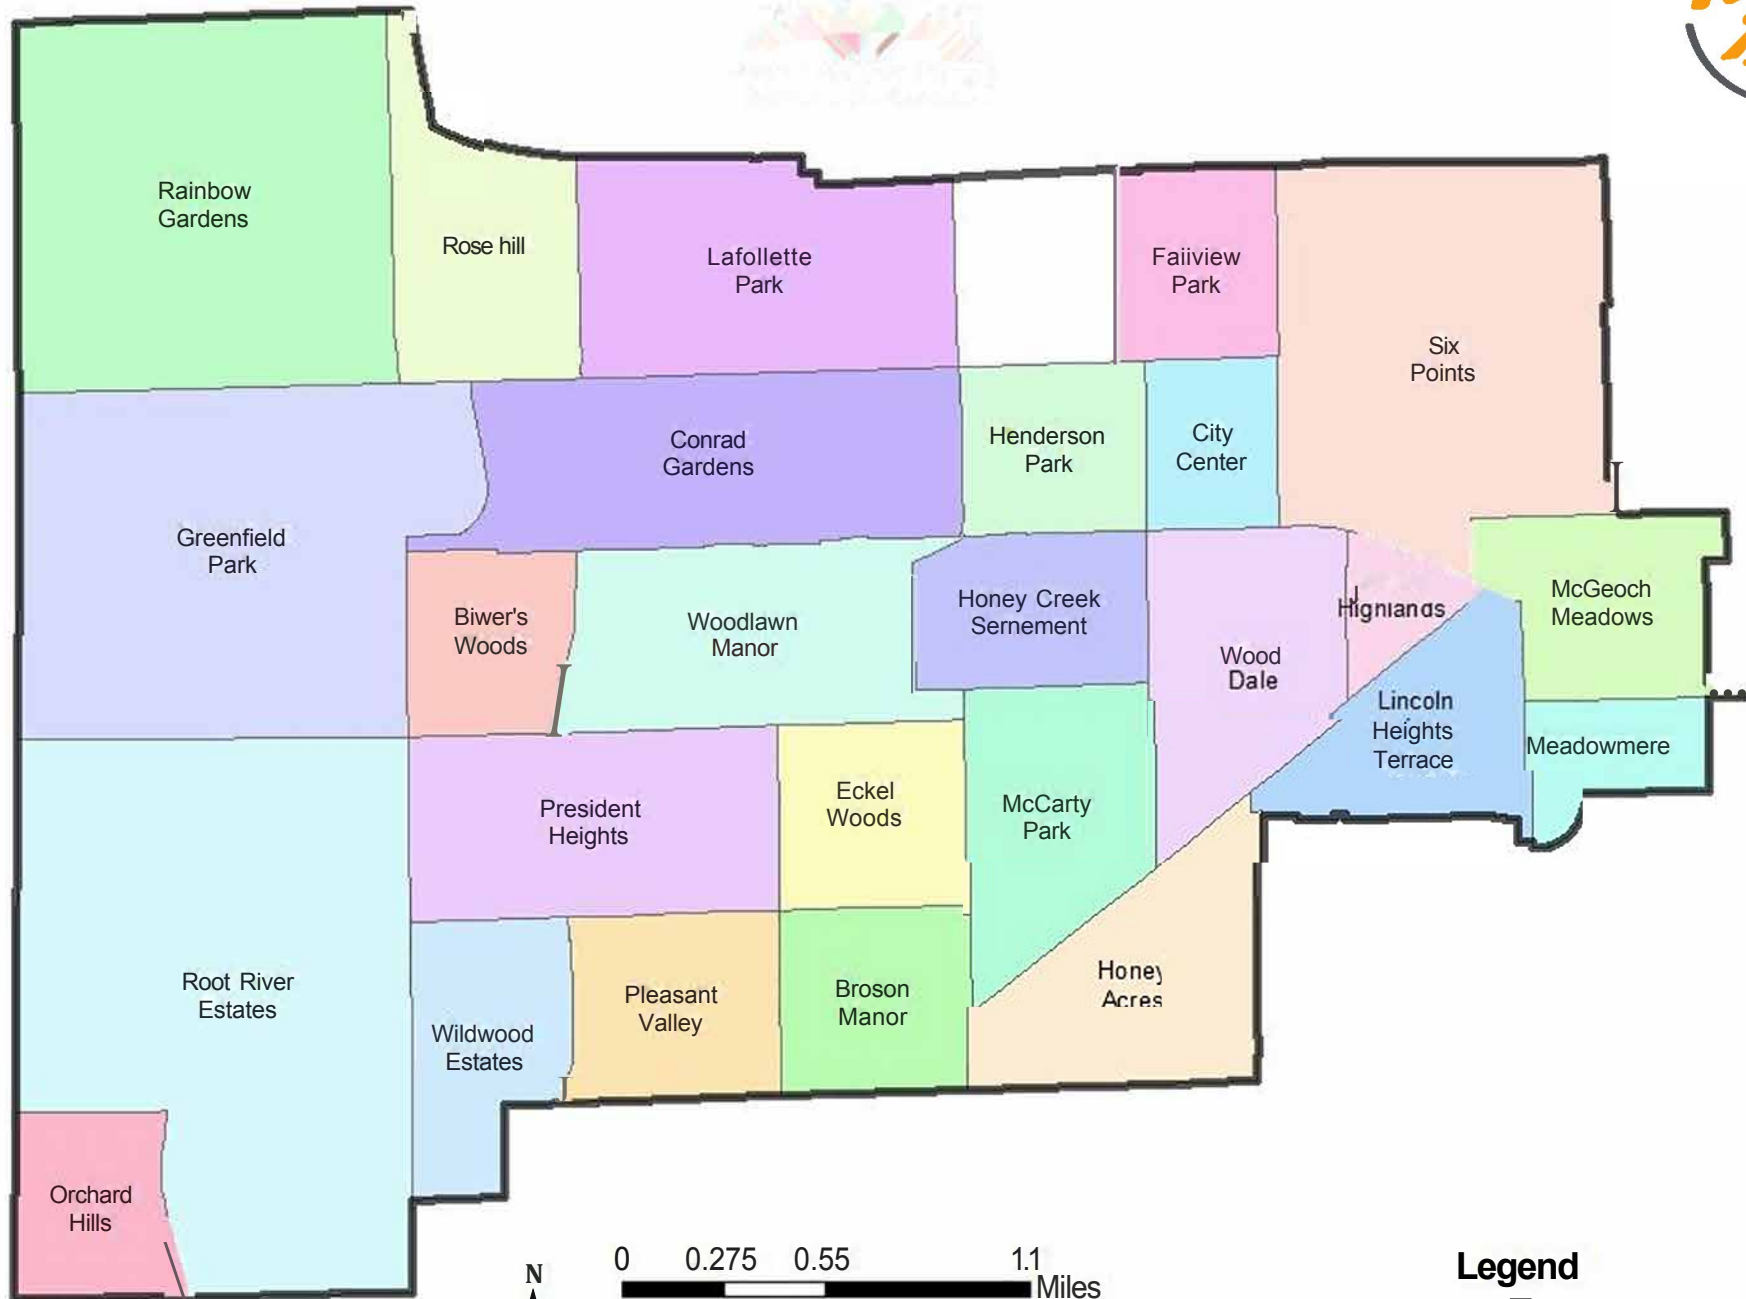 Rainbow
Gardens
Rose hill
Lafollette
Park
Faiiview
Park
Six
Points
Conrad
Gardens
Henderson
Park
City
Center
Greenfield
Park
Biwer's
Woods
Woodlawn
Manor
Honey Creek
Sernement
Wood
Dale
Highlands
McGeoch
Meadows
Lincoln
Heights
Terrace
Meadowmere
President
Heights
Eckel
Woods
McCarty
Park
Root River
Estates
Wildwood
Estates
Pleasant
Valley
Broson
Manor
Honey
Acres
Orchard
Hills
N
0 0.275 0.55 1.1
Miles
Legend